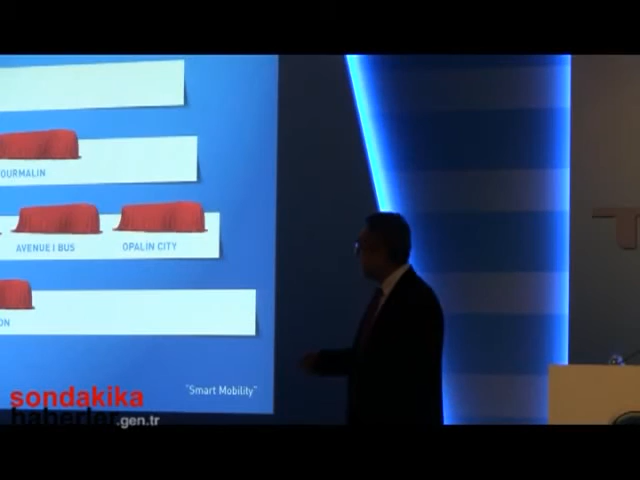 OURMALIN
AVENUE I BUS
OPALIN CITY
ON
"Smart Mobility"
sondakika
haberler.gen.tr
T